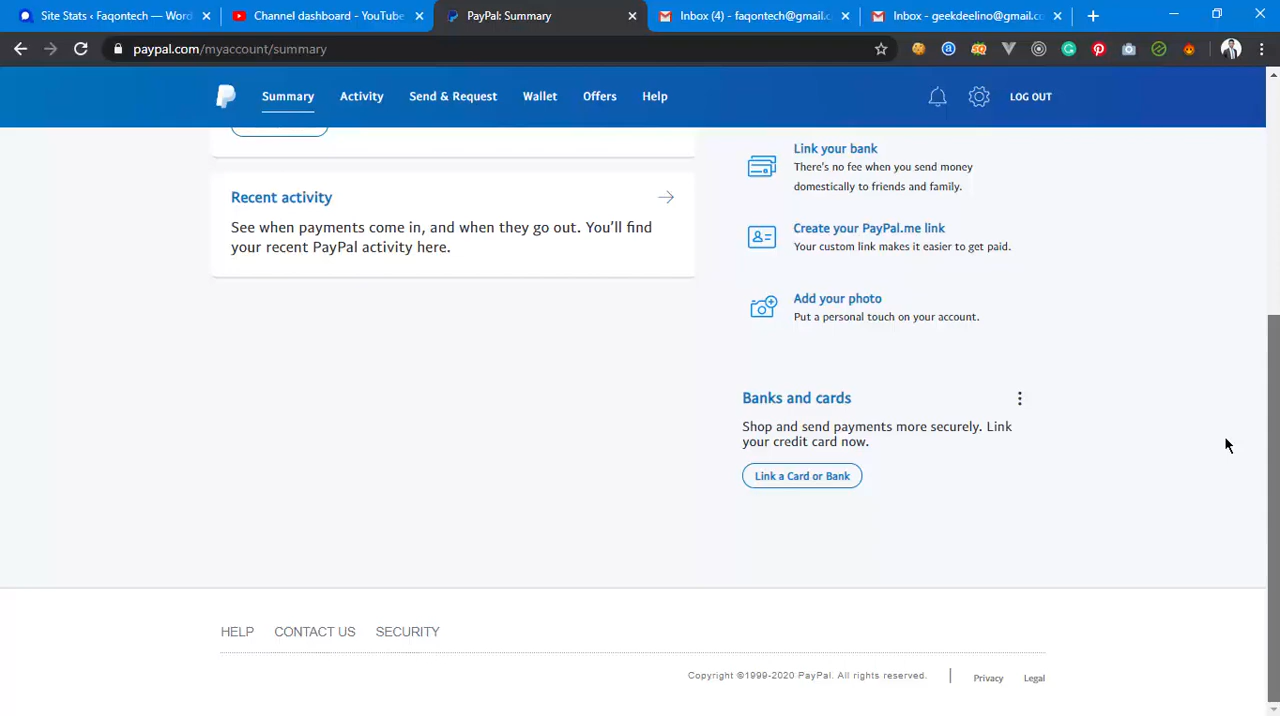 Site Stats ‹ Faqontech — Word
Channel dashboard - YouTube
PayPal: Summary
Inbox (4) - faqontech@gmail.c
Inbox - geekdeelino@gmail.co
paypal.com/myaccount/summary
Summary
Activity
Send & Request
Wallet
Offers
Help
LOG OUT
Link your bank
There's no fee when you send money
domestically to friends and family.
Recent activity
See when payments come in, and when they go out. You'll find
your recent PayPal activity here.
Create your PayPal.me link
Your custom link makes it easier to get paid.
Add your photo
Put a personal touch on your account.
Banks and cards
Shop and send payments more securely. Link
your credit card now.
Link a Card or Bank
HELP
CONTACT US
SECURITY
Copyright ©1999-2020 PayPal. All rights reserved.
Privacy
Legal